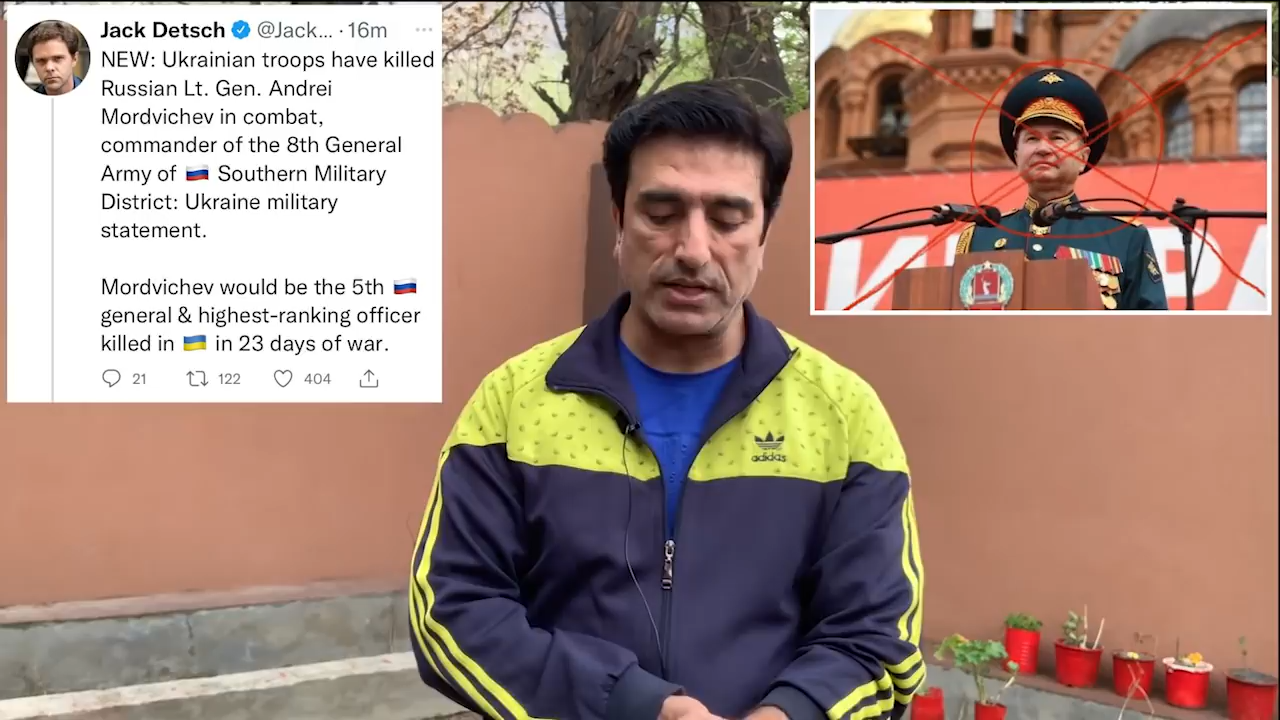 Jack Detsch @Jack... · 16m
NEW: Ukrainian troops have killed
Russian Lt. Gen. Andrei
Mordvichev in combat,
commander of the 8th General
Army of 🇷🇺 Southern Military
District: Ukraine military
statement.
Mordvichev would be the 5th 🇷🇺
general & highest-ranking officer
killed in 🇺🇦 in 23 days of war.
21 122 404
adidas